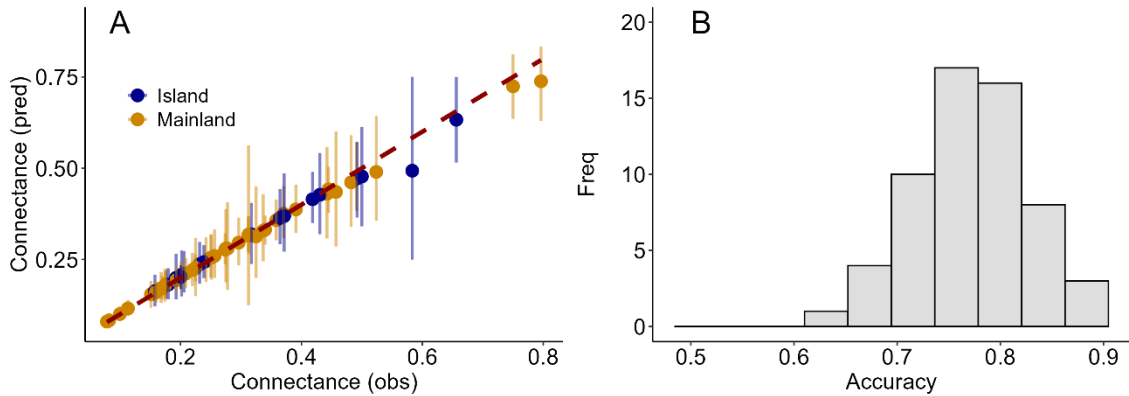 A
Connectance (pred)
0.75
0.50
0.25
Island
Mainland
0.2
0.4
0.6
0.8
Connectance (obs)
B
Freq
20
15
10
5
0
0.5
0.6
0.7
0.8
0.9
Accuracy